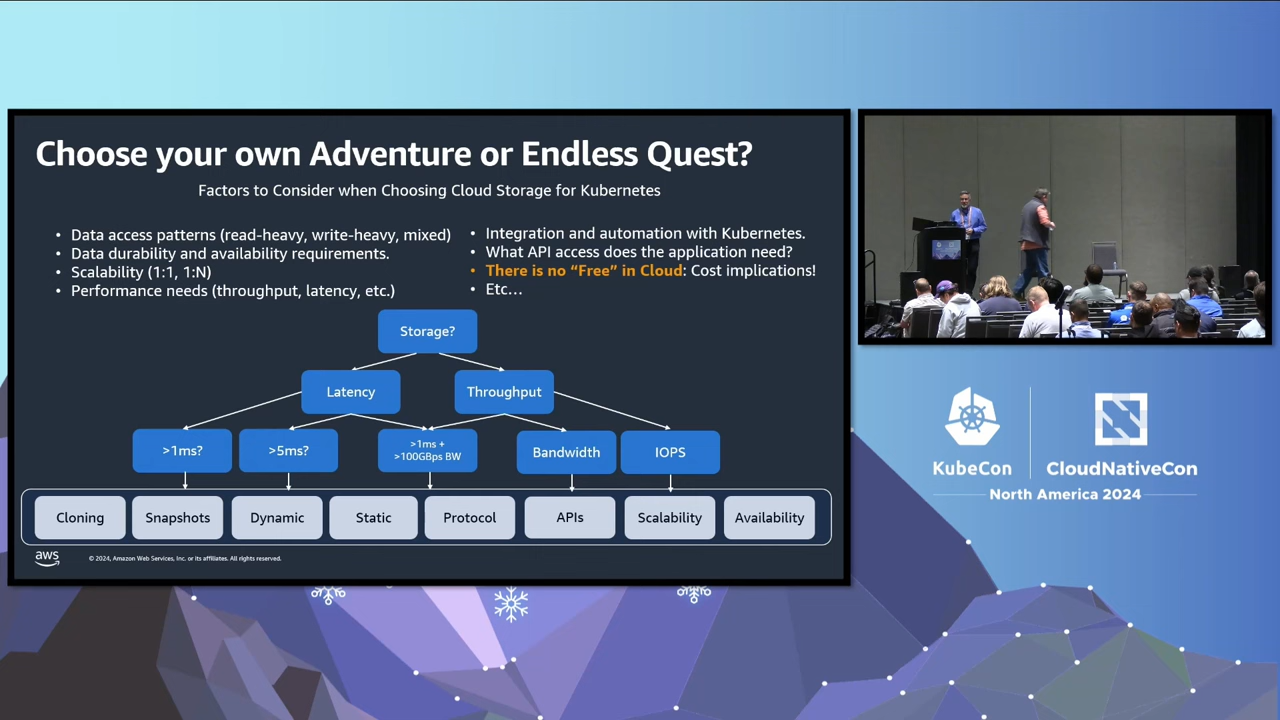 Choose your own Adventure or Endless Quest?
Factors to Consider when Choosing Cloud Storage for Kubernetes
• Data access patterns (read-heavy, write-heavy, mixed)
• Data durability and availability requirements.
• Scalability (1:1, 1:N)
• Performance needs (throughput, latency, etc.)
• Integration and automation with Kubernetes.
• What API access does the application need?
• There is no “Free” in Cloud: Cost implications!
• Etc…
Storage?
Latency
Throughput
>1ms?
>5ms?
>1ms +
>100GBps BW
Bandwidth
IOPS
Cloning
Snapshots
Dynamic
Static
Protocol
APIs
Scalability
Availability
aws
© 2024, Amazon Web Services, Inc. or its affiliates. All rights reserved.
KubeCon
CloudNativeCon
North America 2024